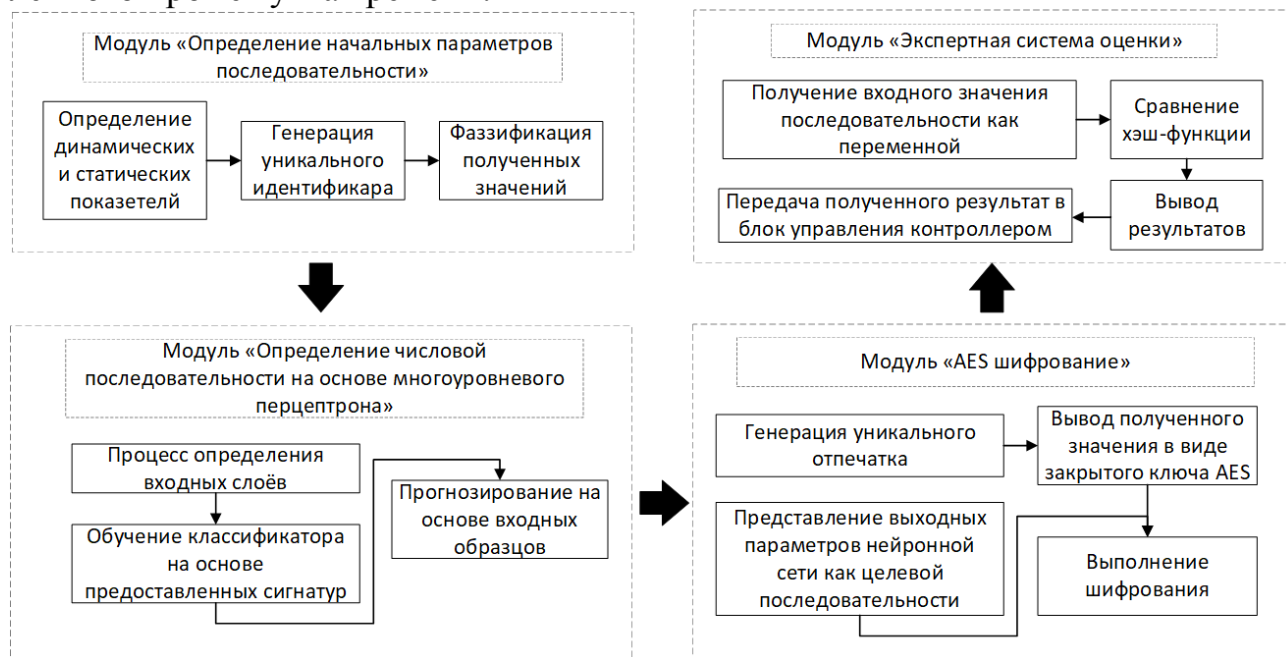 Модуль «Определение начальных параметров
последовательности»
Определение
динамических
и статических
показетелй
Генерация
уникального
идентификара
Фаззификация
полученных
значений
Модуль «Определение числовой
последовательности на основе многоуровневого
перцептрона»
Процесс определения
входных слоёв
Обучение классификатора
на основе
предоставленных сигнатур
Прогнозирование на
основе входных
образцов
Модуль «AES шифрование»
Генерация уникального
отпечатка
Вывод полученного
значения в виде
закрытого ключа AES
Представление выходных
параметров нейронной
сети как целевой
последовательности
Выполнение
шифрования
Модуль «Экспертная система оценки»
Получение входного значения
последовательности как
переменной
Сравнение
хэш-функции
Вывод
результатов
Передача полученного результат в
блок управления контроллером